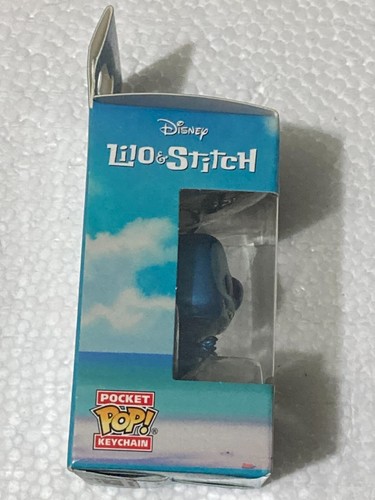 Disney
Lilo & Stitch
POCKET
POP!
KEYCHAIN